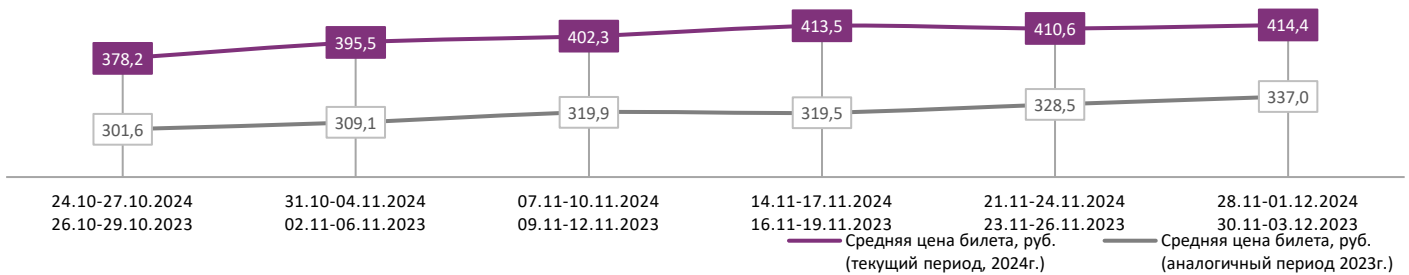 378,2 395,5 402,3 413,5 410,6 414,4
301,6 309,1 319,9 319,5 328,5 337,0
24.10-27.10.2024 31.10-04.11.2024 07.11-10.11.2024 14.11-17.11.2024 21.11-24.11.2024 28.11-01.12.2024
26.10-29.10.2023 02.11-06.11.2023 09.11-12.11.2023 16.11-19.11.2023 23.11-26.11.2023 30.11-03.12.2023
Средняя цена билета, руб.
(текущий период, 2024г.)
Средняя цена билета, руб.
(аналогичный период 2023г.)